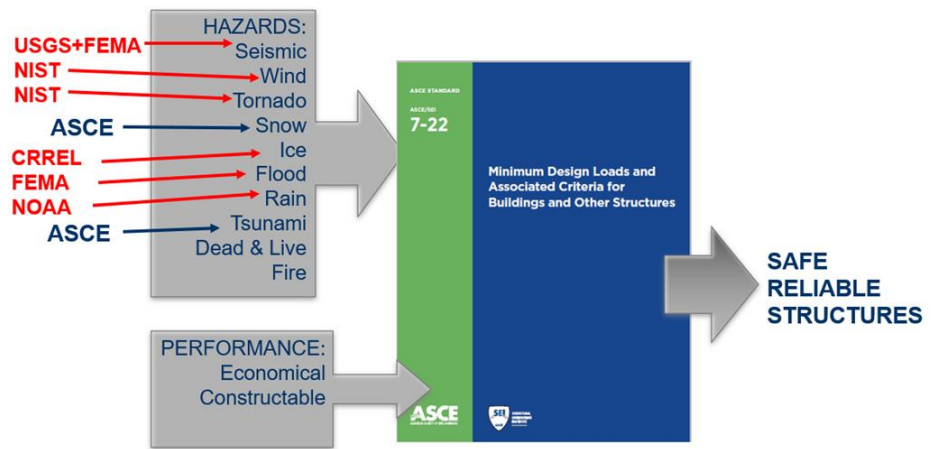 HAZARDS:
USGS+FEMA
Seismic
NIST
Wind
NIST
Tornado
ASCE
Snow
CRREL
Ice
FEMA
Flood
NOAA
Rain
ASCE
Tsunami
Dead & Live
Fire
PERFORMANCE:
Economical
Constructable
ASCE STANDARD
ASCE/SEI
7-22
Minimum Design Loads and
Associated Criteria for
Buildings and Other Structures
ASCE
SEI
SAFE
RELIABLE
STRUCTURES